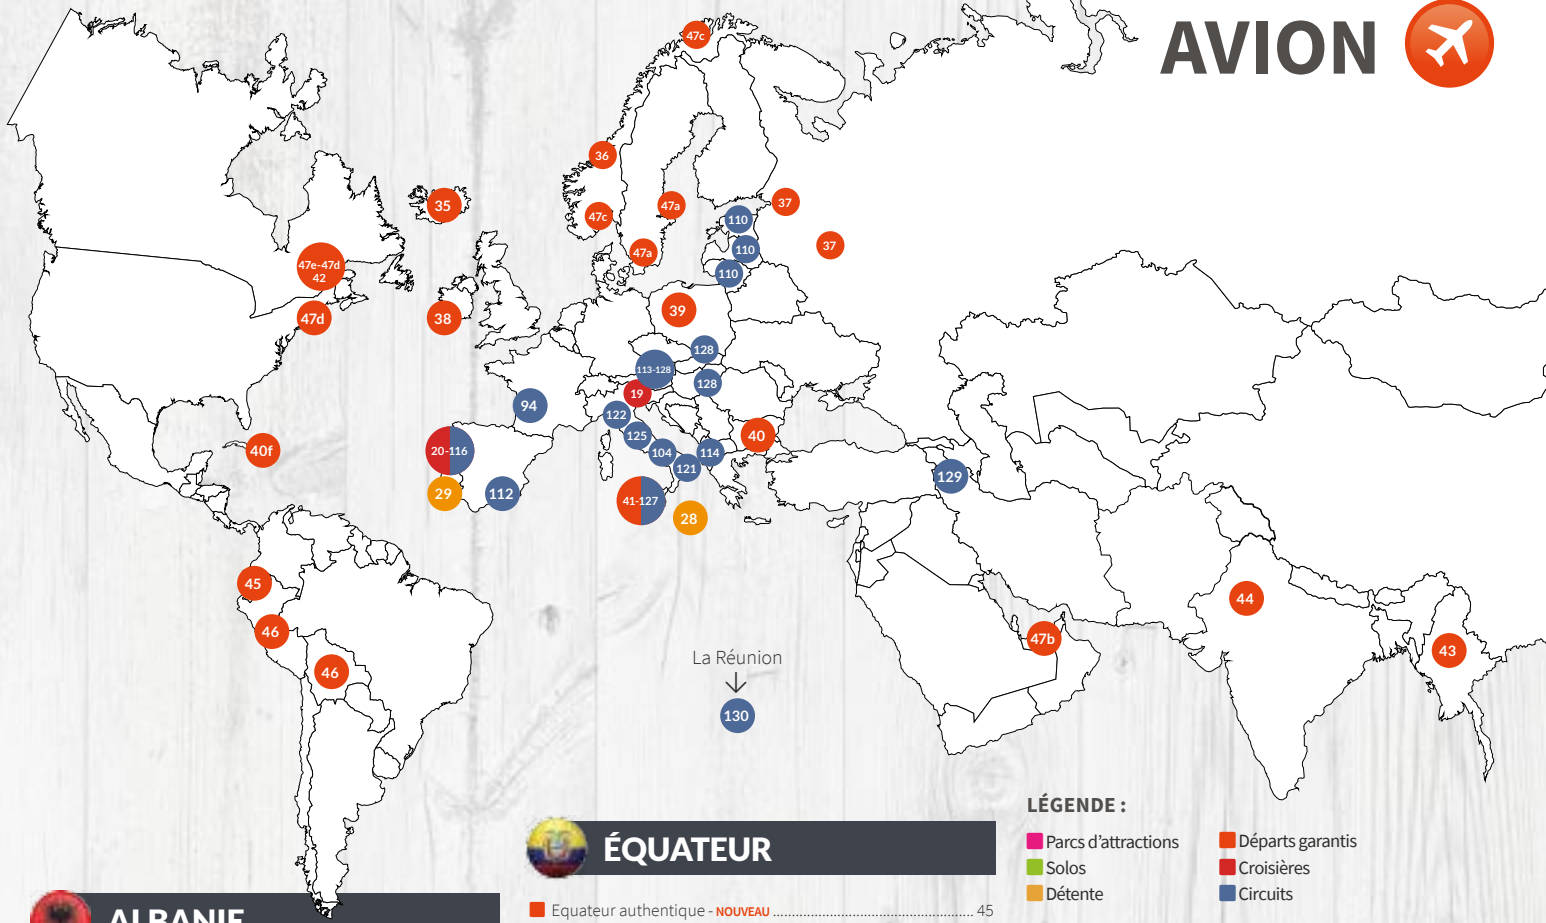 AVION
47c
36
35
47c
47a
37
110
47a
110
37
110
47e-47d
42
47d
38
39
128
113-128
128
19
94
122
125
40
40f
20-116
104
114
121
129
29
112
41-127
28
45
44
46
47b
43
46
La Réunion
130
LÉGENDE :
Parcs d'attractions
Départs garantis
Solos
Croisières
Détente
Circuits
ÉQUATEUR
Equateur authentique - NOUVEAU 45
ALBANIE